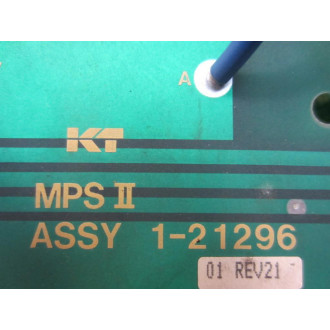 A
KT
MPS II
ASSY 1-21296
01 REV21